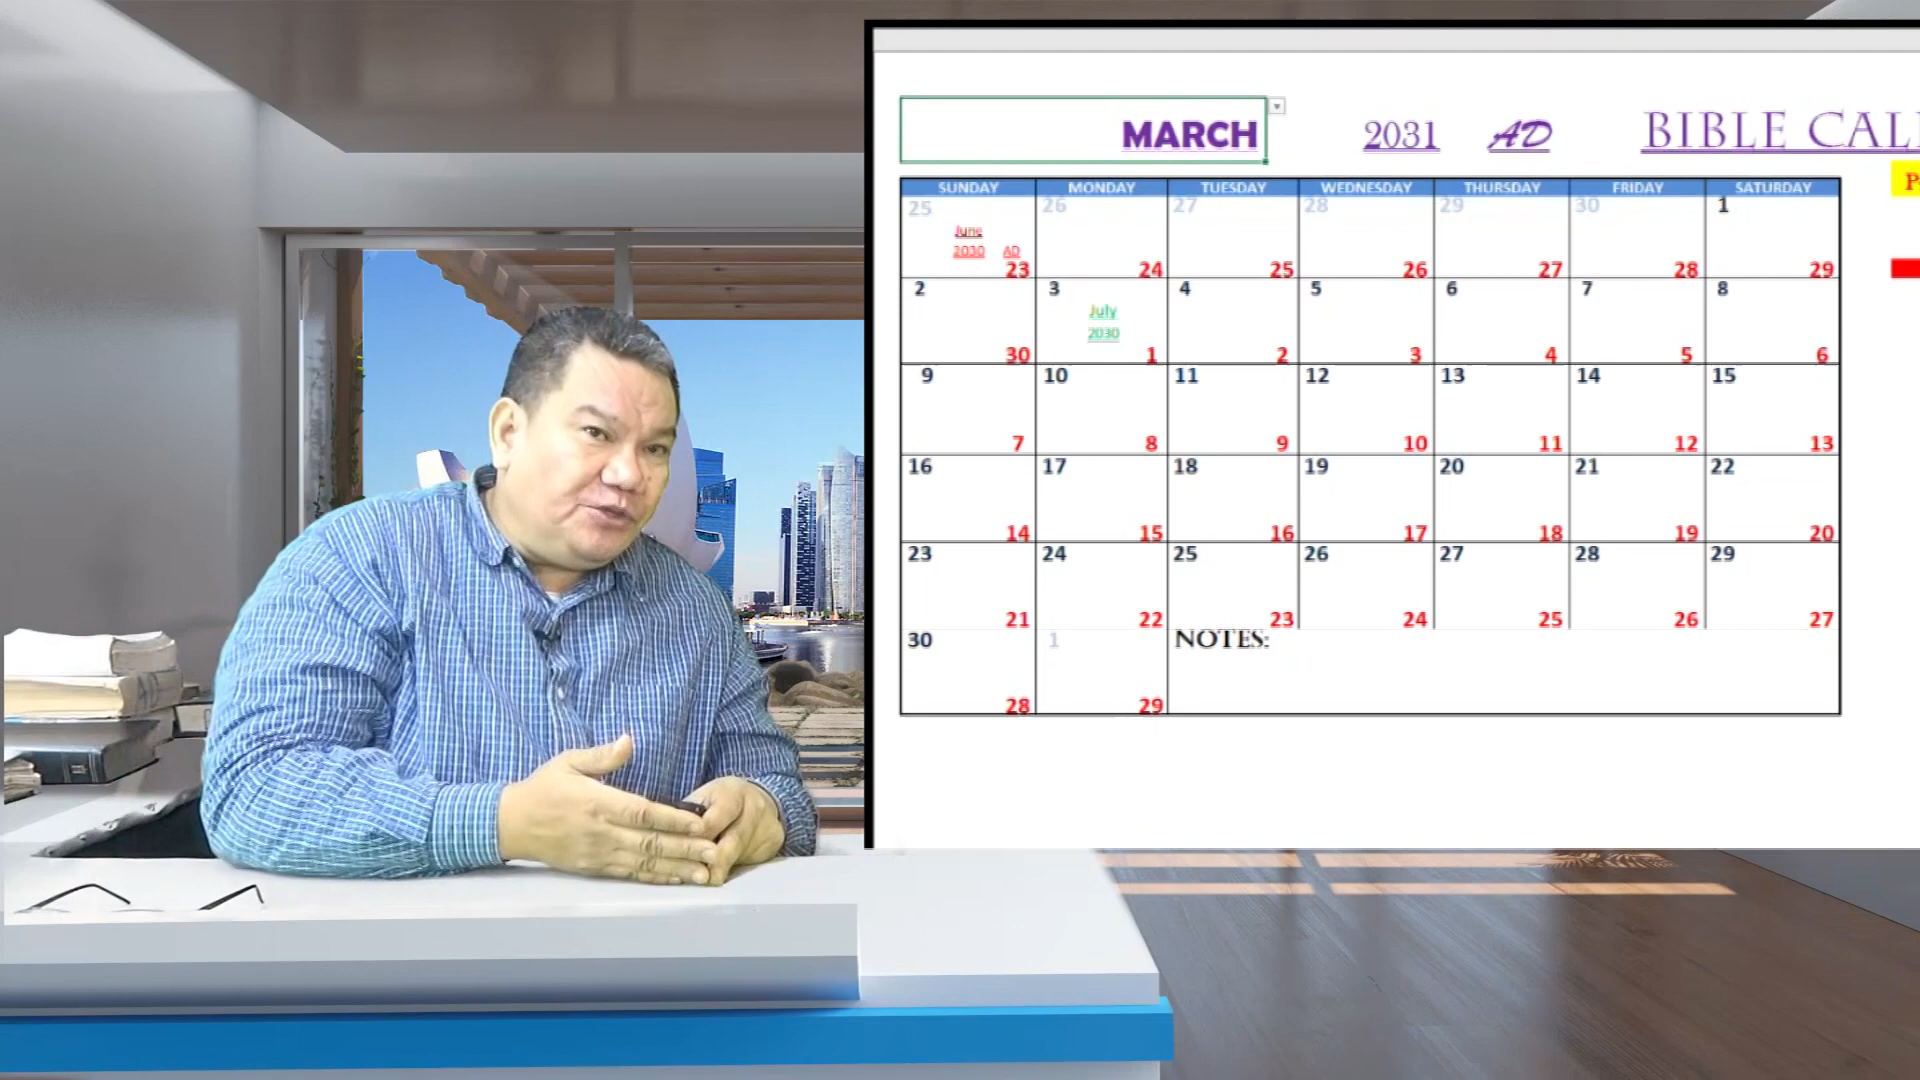 MARCH 2031 AD BIBLE CAL
SUNDAY MONDAY TUESDAY WEDNESDAY THURSDAY FRIDAY SATURDAY
25 26 27 28 29 30 1
June
2030 AD
23 24 25 26 27 28 29
2 3 4 5 6 7 8
July
2030
30 1 2 3 4 5 6
9 10 11 12 13 14 15
7 8 9 10 11 12 13
16 17 18 19 20 21 22
14 15 16 17 18 19 20
23 24 25 26 27 28 29
21 22 23 24 25 26 27
30 1 NOTES:
28 29